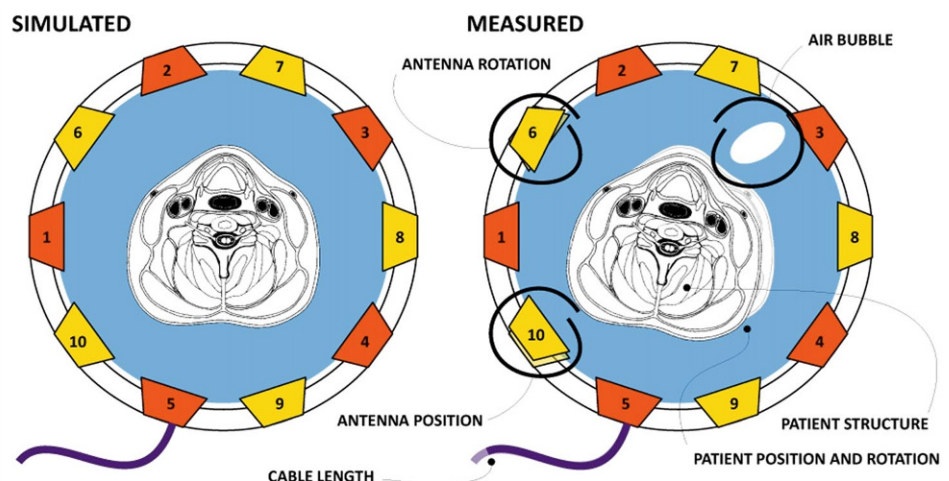 SIMULATED
MEASURED
AIR BUBBLE
ANTENNA ROTATION
2
7
2
7
6
3
6
3
1
8
1
8
10
4
10
4
5
9
5
9
ANTENNA POSITION
PATIENT STRUCTURE
PATIENT POSITION AND ROTATION
CABLE LENGTH